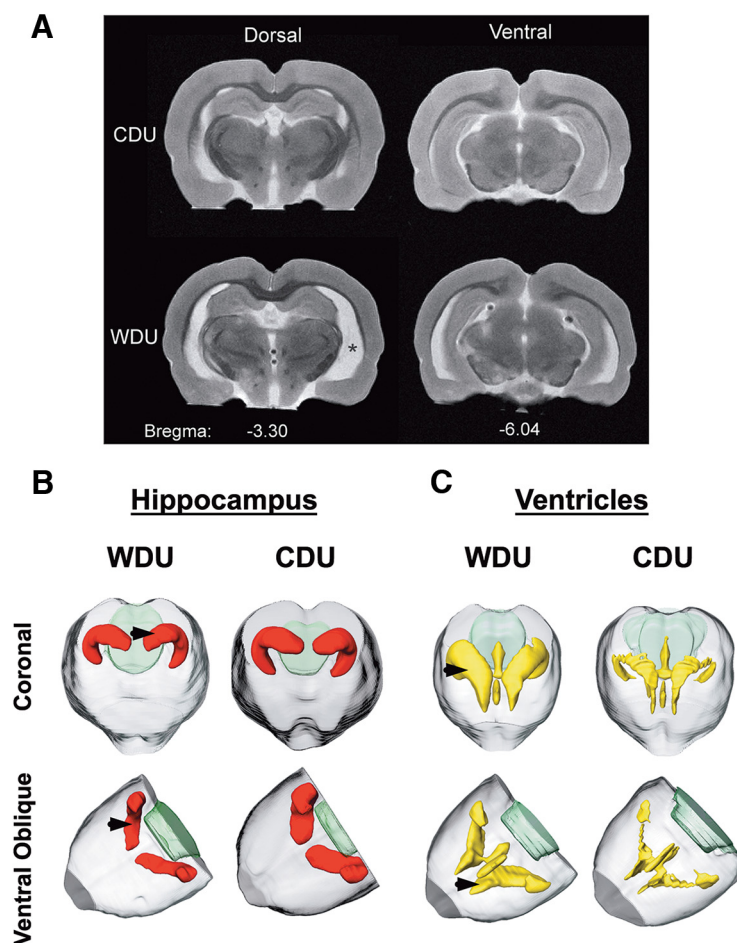 A
Dorsal Ventral
CDU
WDU
*
Bregma: -3.30 -6.04
B Hippocampus
C Ventricles
WDU CDU WDU CDU
Coronal
Ventral Oblique